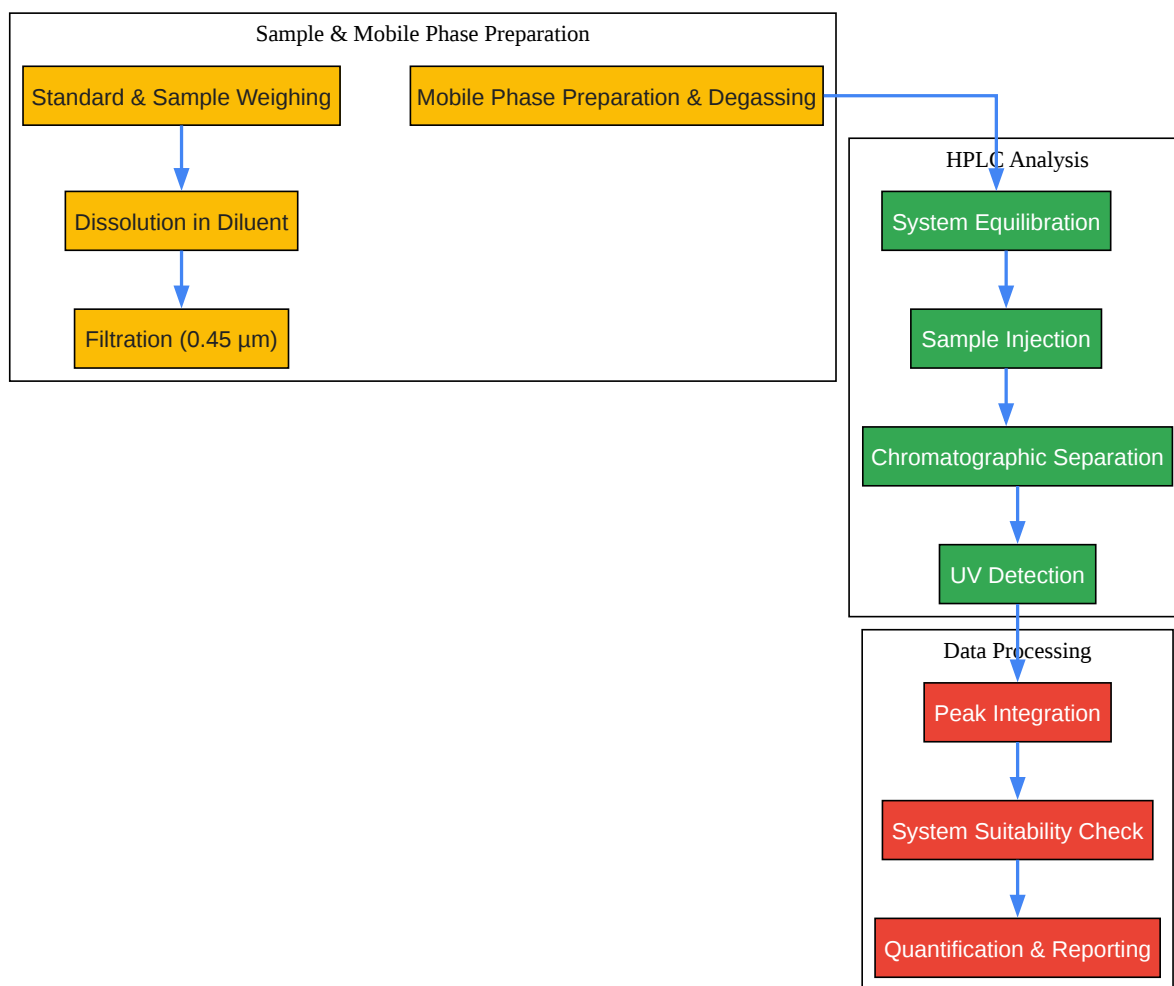 Sample & Mobile Phase Preparation
Standard & Sample Weighing
Mobile Phase Preparation & Degassing
Dissolution in Diluent
Filtration (0.45 µm)
HPLC Analysis
System Equilibration
Sample Injection
Chromatographic Separation
UV Detection
Data Processing
Peak Integration
System Suitability Check
Quantification & Reporting